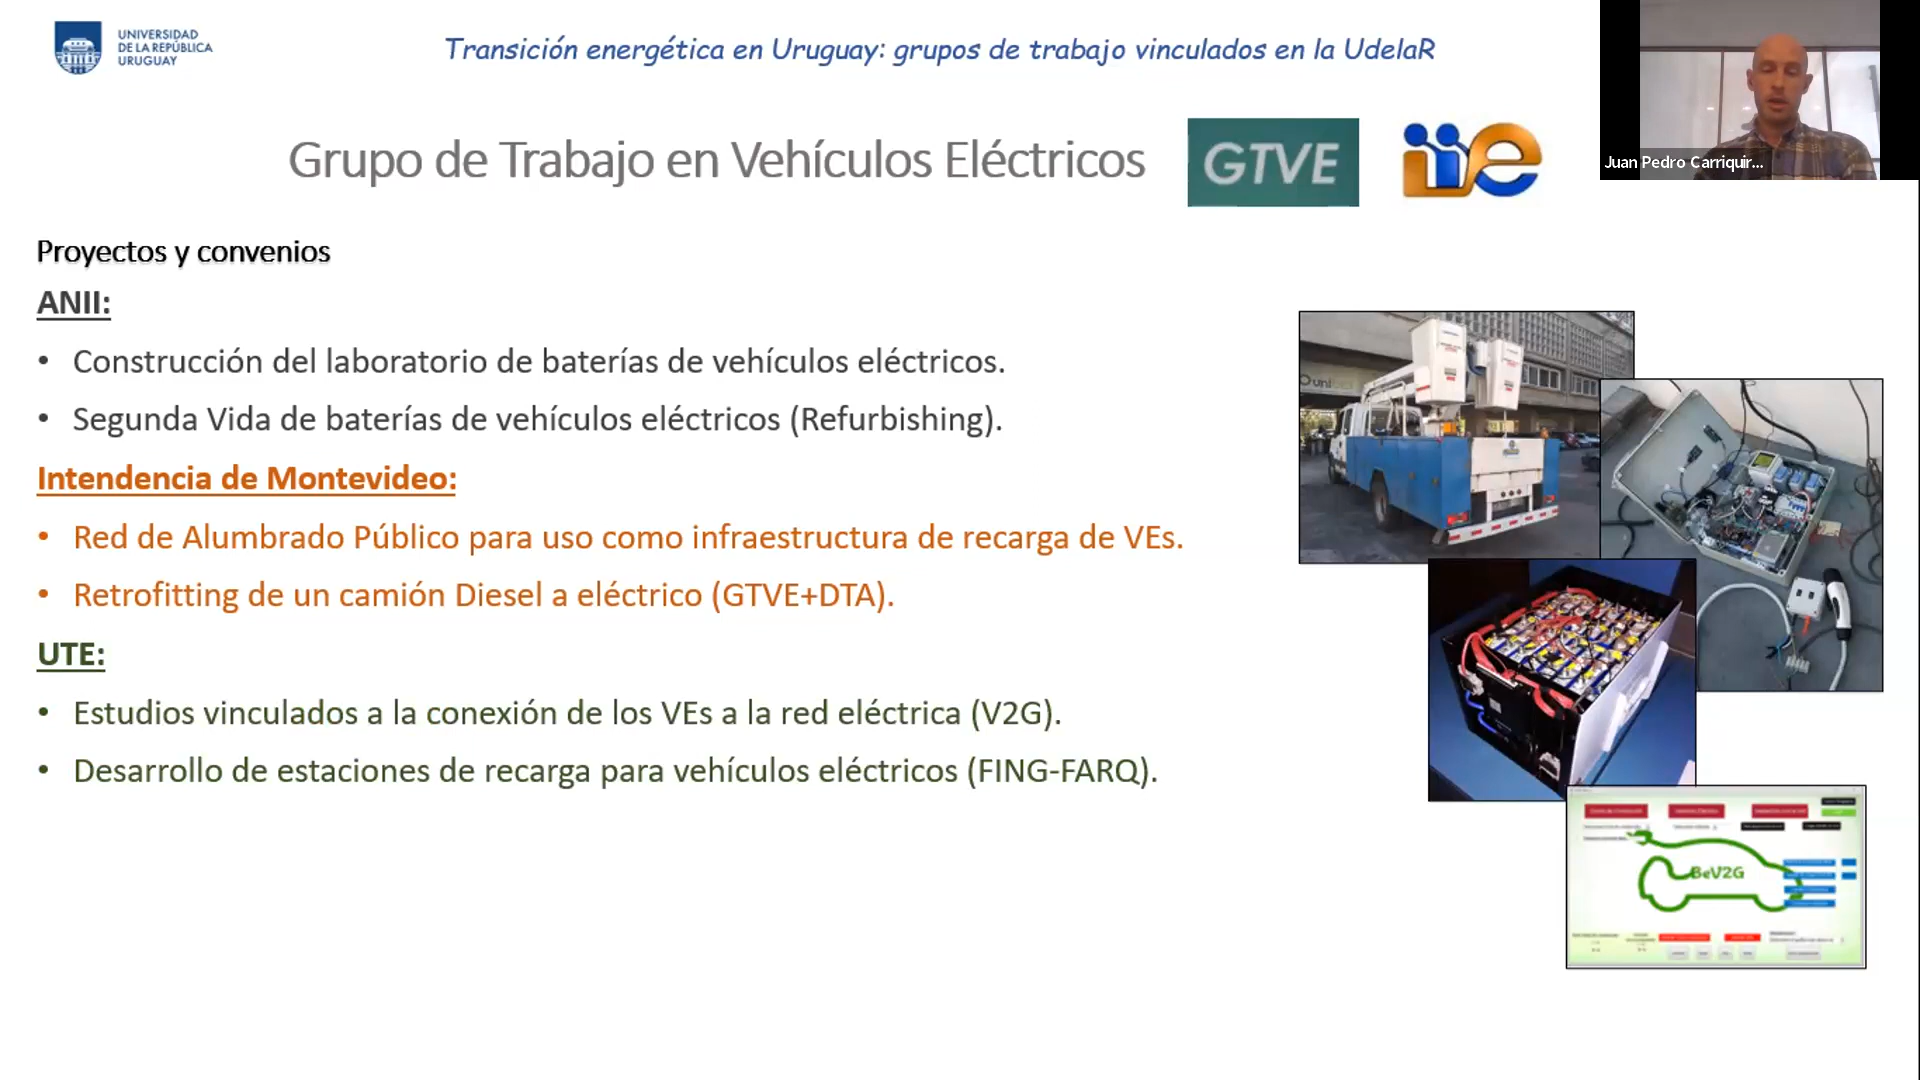 UNIVERSIDAD
DE LA REPÚBLICA
URUGUAY
Transición energética en Uruguay: grupos de trabajo vinculados en la UdelaR
Juan Pedro Carriquir...
Grupo de Trabajo en Vehículos Eléctricos
GTVE
iie
Proyectos y convenios
ANII:
• Construcción del laboratorio de baterías de vehículos eléctricos.
• Segunda Vida de baterías de vehículos eléctricos (Refurbishing).
Intendencia de Montevideo:
• Red de Alumbrado Público para uso como infraestructura de recarga de VEs.
• Retrofitting de un camión Diesel a eléctrico (GTVE+DTA).
UTE:
• Estudios vinculados a la conexión de los VEs a la red eléctrica (V2G).
• Desarrollo de estaciones de recarga para vehículos eléctricos (FING-FARQ).
BeV2G